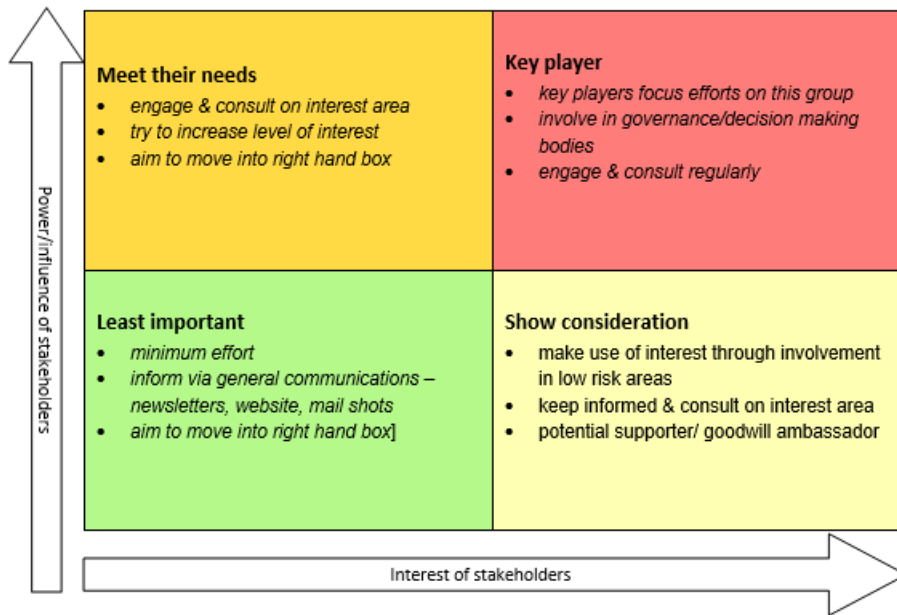 Power/influence of stakeholders
Meet their needs
• engage & consult on interest area
• try to increase level of interest
• aim to move into right hand box
Key player
• key players focus efforts on this group
• involve in governance/decision making
bodies
• engage & consult regularly
Least important
• minimum effort
• inform via general communications –
newsletters, website, mail shots
• aim to move into right hand box]
Show consideration
• make use of interest through involvement
in low risk areas
• keep informed & consult on interest area
• potential supporter/ goodwill ambassador
Interest of stakeholders